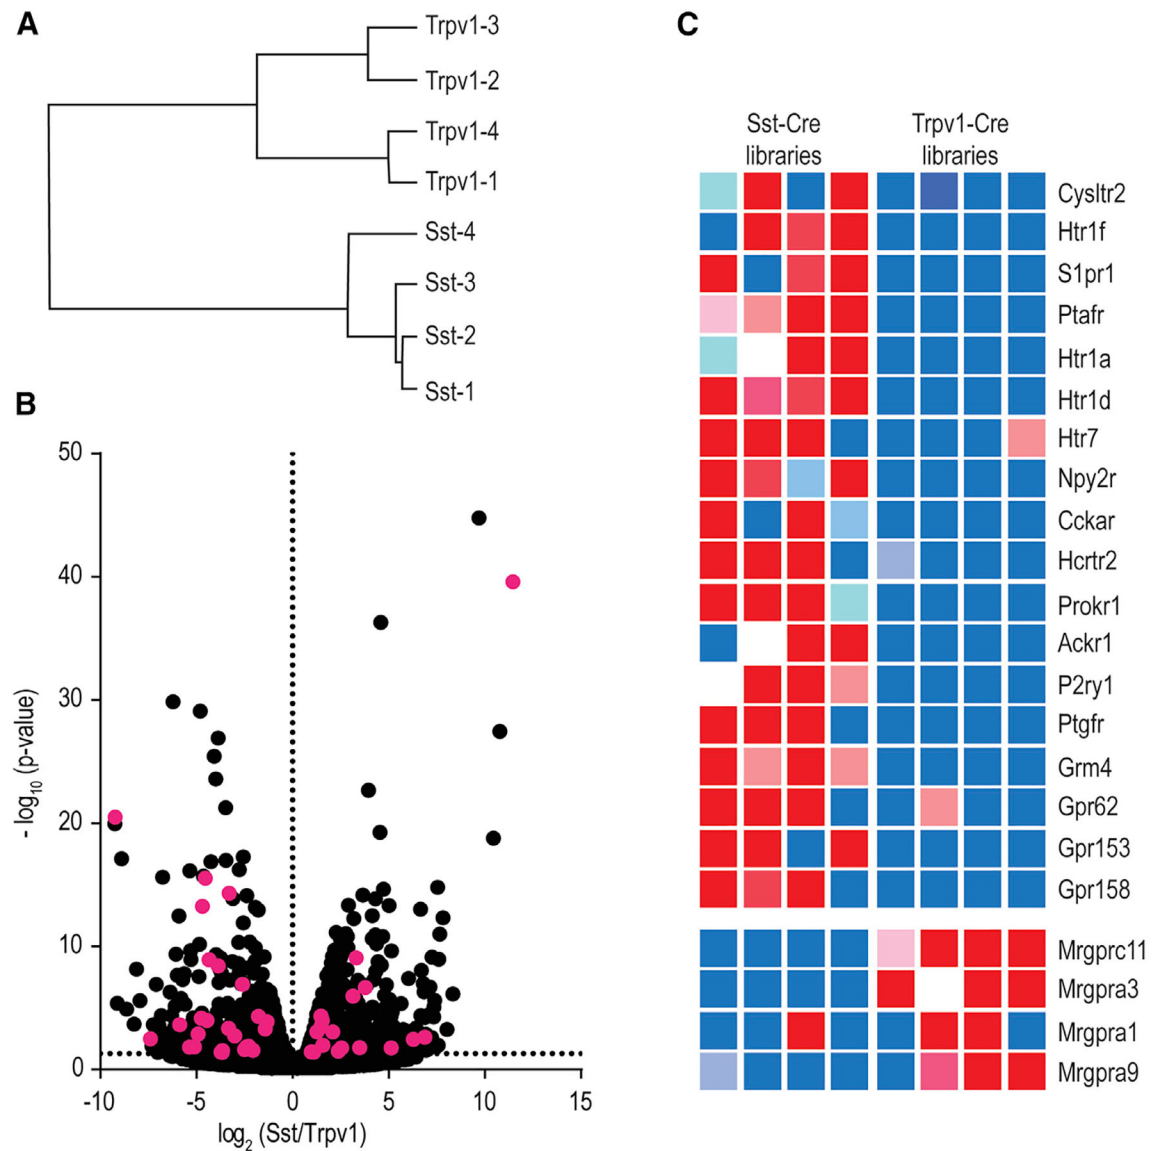 A
Trpv1-3
Trpv1-2
Trpv1-4
Trpv1-1
Sst-4
Sst-3
Sst-2
Sst-1
B
50
40
30
20
10
0
- log10 (p-value)
-10
-5
0
5
10
15
log2 (Sst/Trpv1)
C
Sst-Cre
libraries
Trpv1-Cre
libraries
Cysltr2
Htr1f
S1pr1
Ptafr
Htr1a
Htr1d
Htr7
Npy2r
Cckar
Hcrtr2
Prokr1
Ackr1
P2ry1
Ptgfr
Grm4
Gpr62
Gpr153
Gpr158
Mrgprc11
Mrgpra3
Mrgpra1
Mrgpra9